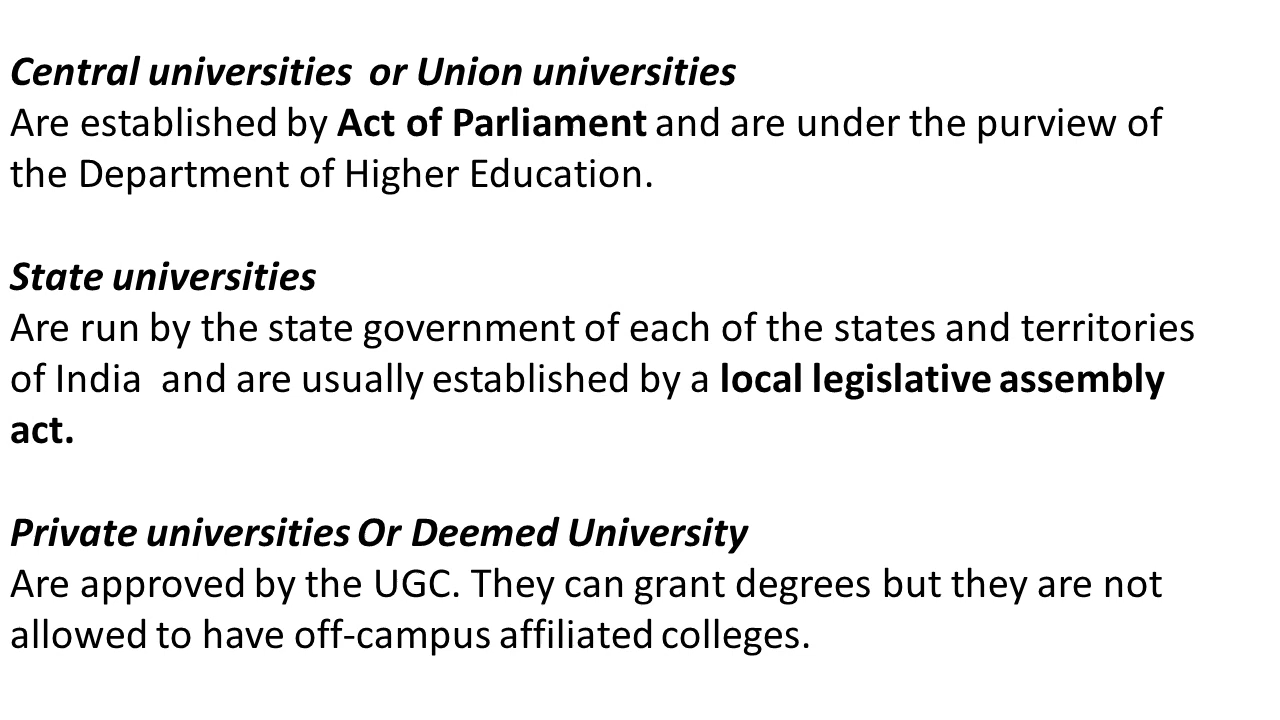 Central universities  or Union universities
Are established by Act of Parliament and are under the purview of
the Department of Higher Education.
State universities
Are run by the state government of each of the states and territories
of India  and are usually established by a local legislative assembly
act.
Private universities Or Deemed University
Are approved by the UGC. They can grant degrees but they are not
allowed to have off-campus affiliated colleges.